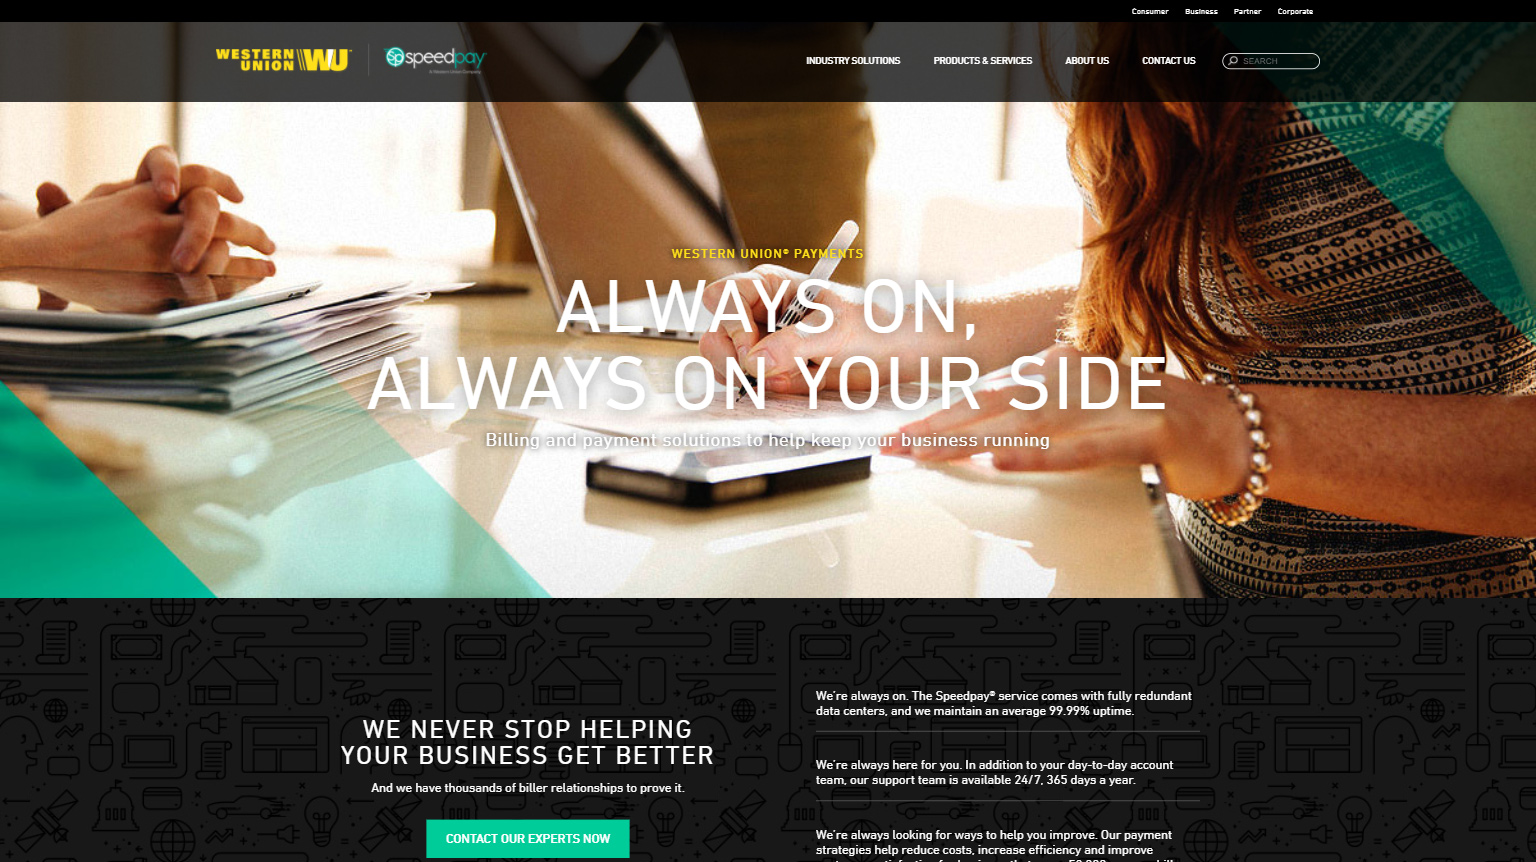 Consumer Business Partner Corporate
WESTERN UNION WU
speedpay
A Western Union Company
INDUSTRY SOLUTIONS PRODUCTS & SERVICES ABOUT US CONTACT US SEARCH
WESTERN UNION® PAYMENTS
ALWAYS ON,
ALWAYS ON YOUR SIDE
Billing and payment solutions to help keep your business running
WE NEVER STOP HELPING
YOUR BUSINESS GET BETTER
And we have thousands of biller relationships to prove it.
CONTACT OUR EXPERTS NOW
We're always on. The Speedpay® service comes with fully redundant
data centers, and we maintain an average 99.99% uptime.
We're always here for you. In addition to your day-to-day account
team, our support team is available 24/7, 365 days a year.
We're always looking for ways to help you improve. Our payment
strategies help reduce costs, increase efficiency and improve